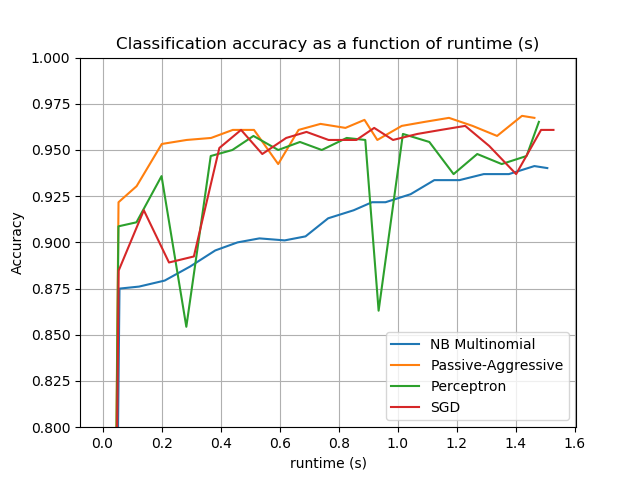 Classification accuracy as a function of runtime (s)
1.000
0.975
0.950
0.925
0.900
0.875
0.850
0.825
0.800
Accuracy
NB Multinomial
Passive-Aggressive
Perceptron
SGD
0.0 0.2 0.4 0.6 0.8 1.0 1.2 1.4 1.6
runtime (s)